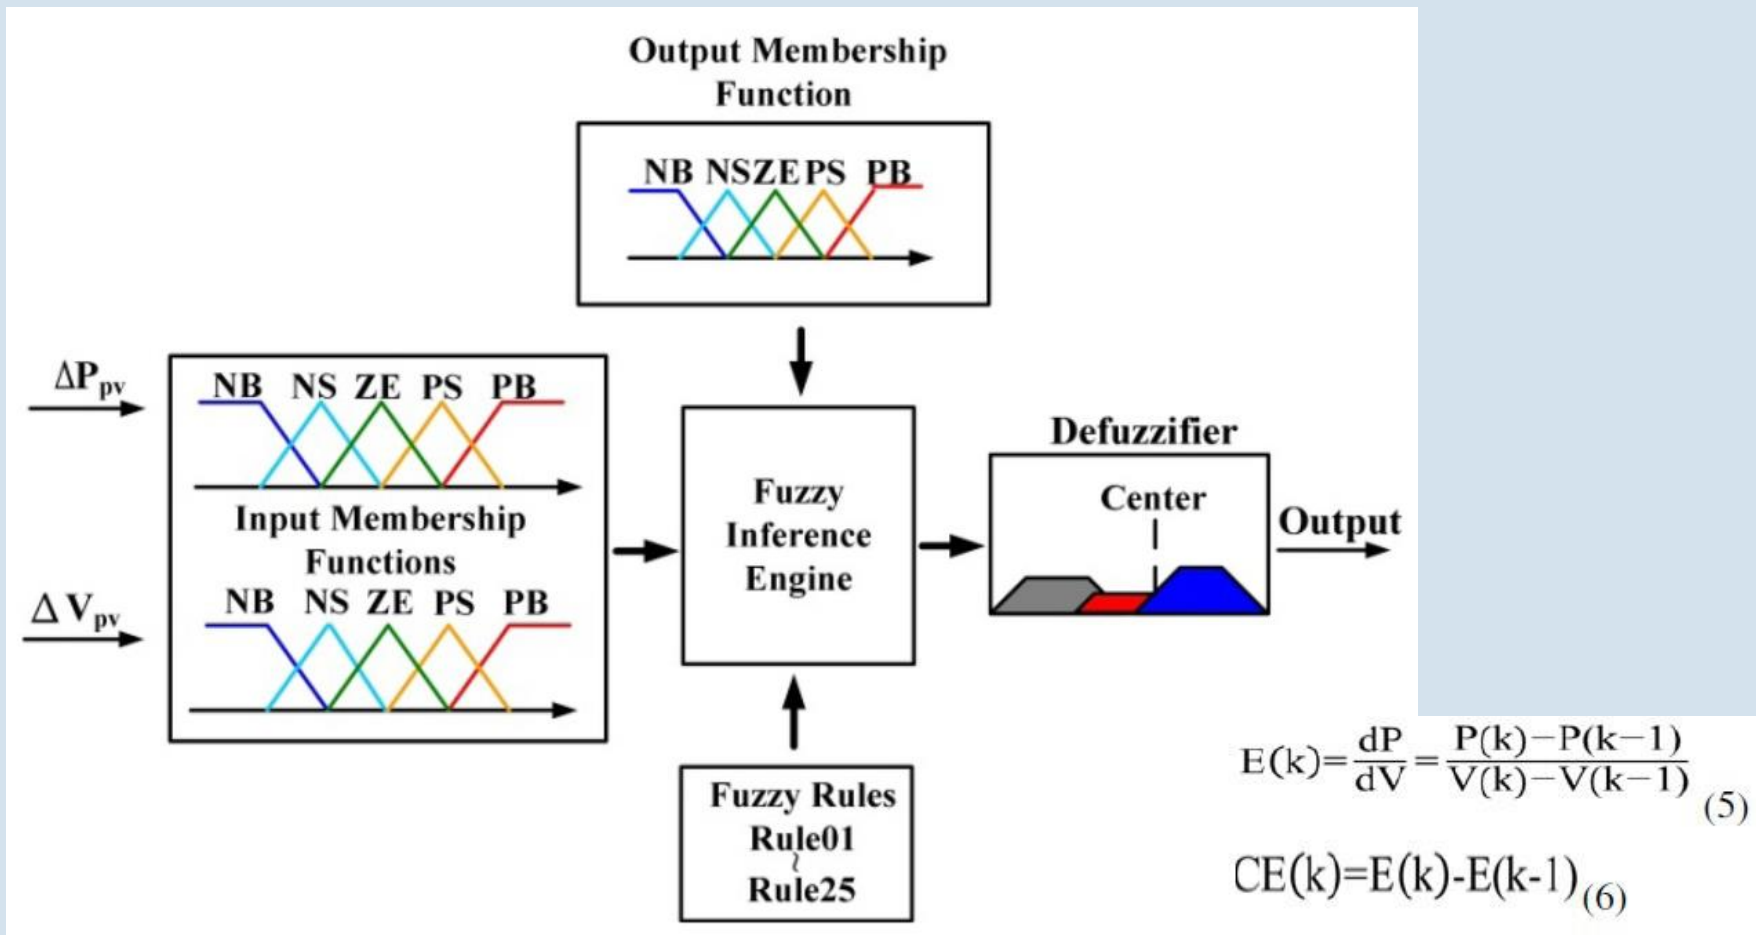 Output Membership
Function
NB NS ZE PS PB
ΔPpv
NB NS ZE PS PB
Input Membership
Functions
ΔVpv
NB NS ZE PS PB
Fuzzy
Inference
Engine
Defuzzifier
Center
Output
Fuzzy Rules
Rule01
~
Rule25
E(k)=dP/dV=P(k)−P(k−1)/V(k)−V(k−1) (5)
CE(k)=E(k)-E(k-1)(6)